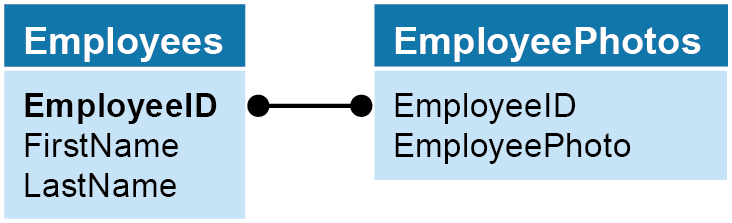 Employees
EmployeeID
FirstName
LastName
EmployeePhotos
EmployeeID
EmployeePhoto